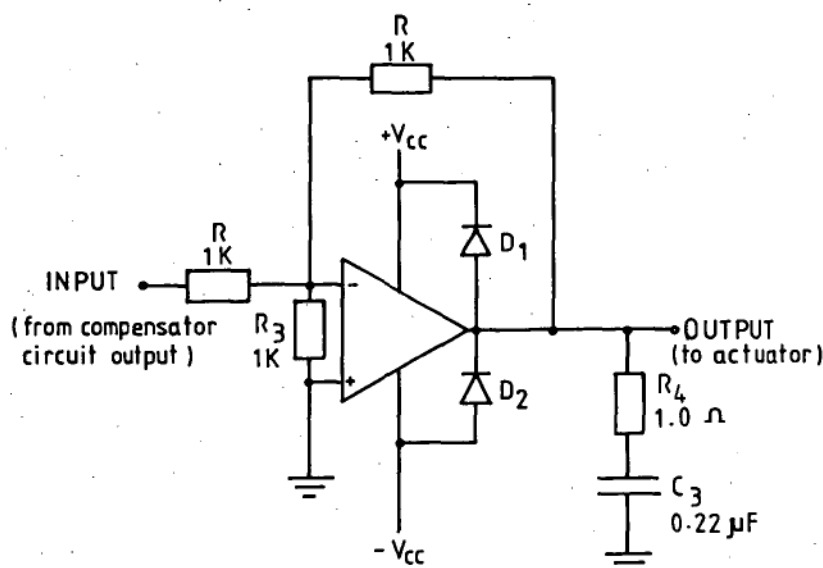 R
1K
+Vcc
R
1K
D1
INPUT
-
OUTPUT
(from compensator
circuit output)
R3
1K
+
(to actuator)
D2
R4
1.0 Ω
C3
0.22 µF
-Vcc